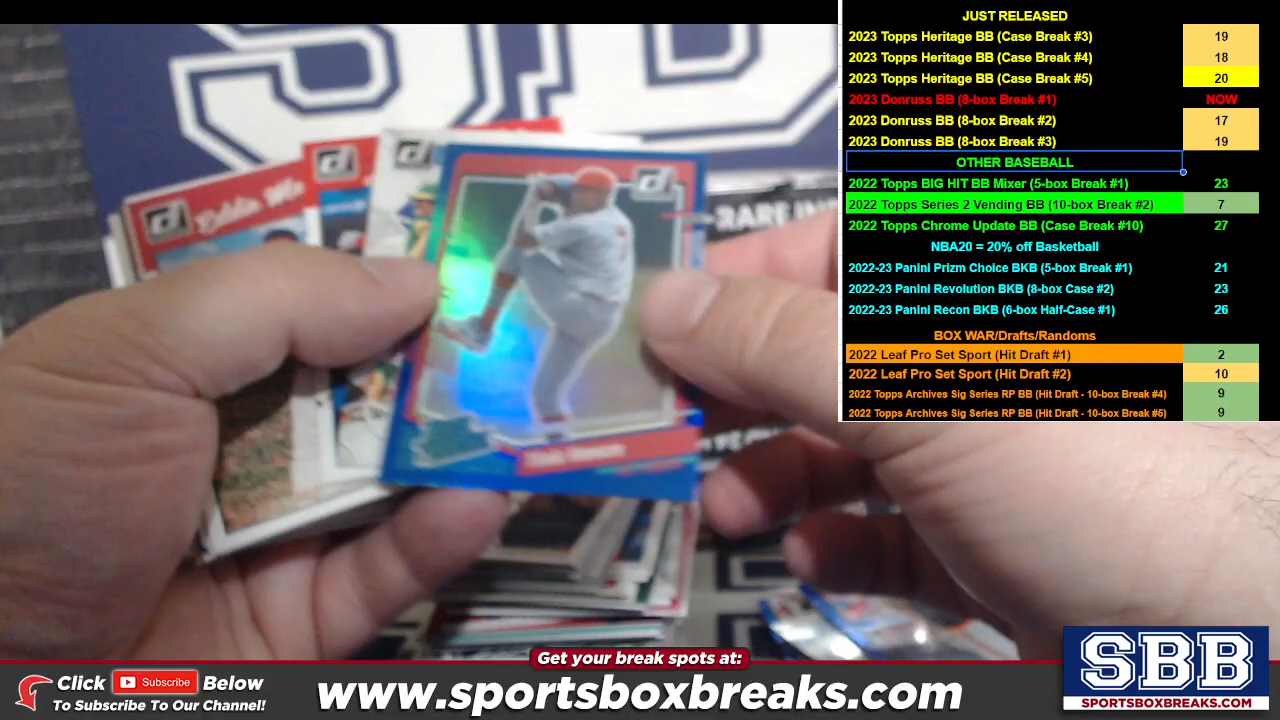 JUST RELEASED
2023 Topps Heritage BB (Case Break #3) 19
2023 Topps Heritage BB (Case Break #4) 18
2023 Topps Heritage BB (Case Break #5) 20
2023 Donruss BB (8-box Break #1) NOW
2023 Donruss BB (8-box Break #2) 17
2023 Donruss BB (8-box Break #3) 19
OTHER BASEBALL
2022 Topps BIG HIT BB Mixer (5-box Break #1) 23
2022 Topps Series 2 Vending BB (10-box Break #2) 7
2022 Topps Chrome Update BB (Case Break #10) 27
NBA20 = 20% off Basketball
2022-23 Panini Prizm Choice BKB (5-box Break #1) 21
2022-23 Panini Revolution BKB (8-box Case #2) 23
2022-23 Panini Recon BKB (6-box Half-Case #1) 26
BOX WAR/Drafts/Randoms
2022 Leaf Pro Set Sport (Hit Draft #1) 2
2022 Leaf Pro Set Sport (Hit Draft #2) 10
2022 Topps Archives Sig Series RP BB (Hit Draft - 10-box Break #4) 9
2022 Topps Archives Sig Series RP BB (Hit Draft - 10-box Break #5) 9
RARE
Get your break spots at:
Click Subscribe Below
To Subscribe To Our Channel!
www.sportsboxbreaks.com
SBB
SPORTSBOXBREAKS.COM